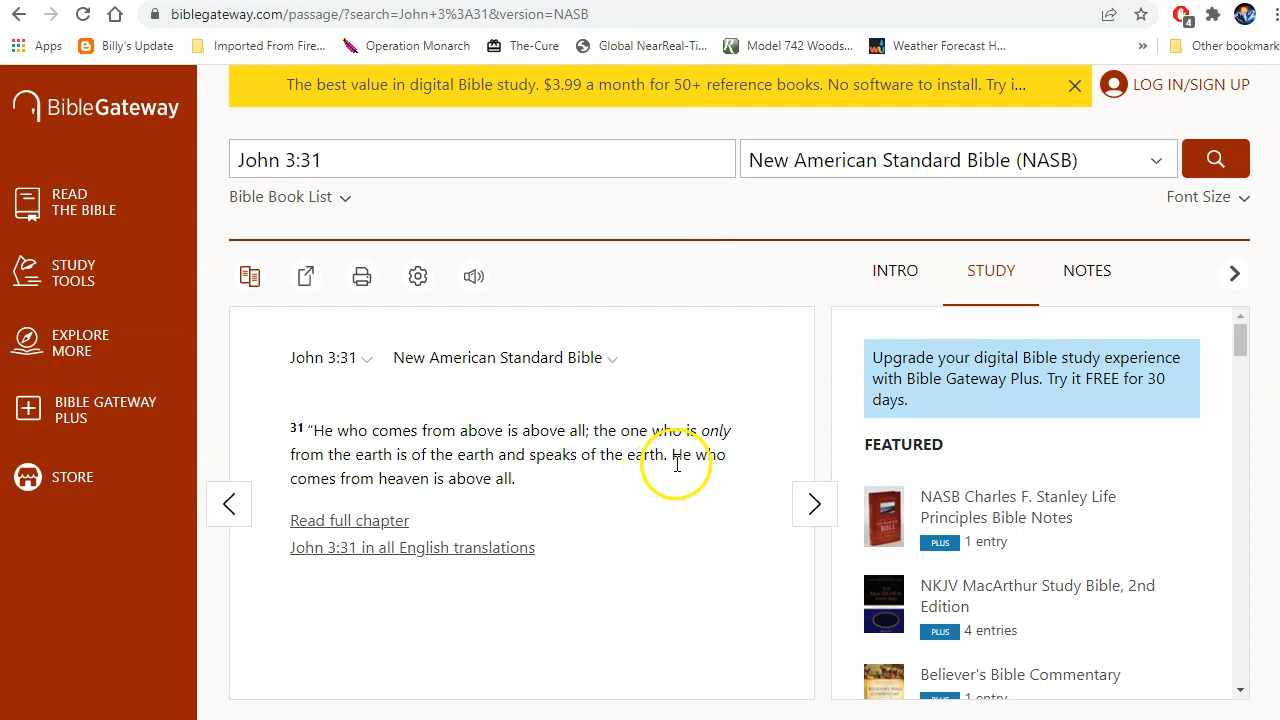 biblegateway.com/passage/?search=John+3%3A31&version=NASB
4
Apps Billy's Update Imported From Fire... Operation Monarch The-Cure Global NearReal-Ti... Model 742 Woods... Weather Forecast H... » Other bookmark
The best value in digital Bible study. $3.99 a month for 50+ reference books. No software to install. Try i...
LOG IN/SIGN UP
BibleGateway
John 3:31
New American Standard Bible (NASB)
Bible Book List
Font Size
READ
THE BIBLE
STUDY
TOOLS
EXPLORE
MORE
BIBLE GATEWAY
PLUS
STORE
INTRO STUDY NOTES
John 3:31 New American Standard Bible
31 “He who comes from above is above all; the one who is only
from the earth is of the earth and speaks of the earth. He who
comes from heaven is above all.
Read full chapter
John 3:31 in all English translations
Upgrade your digital Bible study experience
with Bible Gateway Plus. Try it FREE for 30
days.
FEATURED
NASB Charles F. Stanley Life
Principles Bible Notes
PLUS 1 entry
NKJV MacArthur Study Bible, 2nd
Edition
PLUS 4 entries
Believer's Bible Commentary
PLUS 1 entry